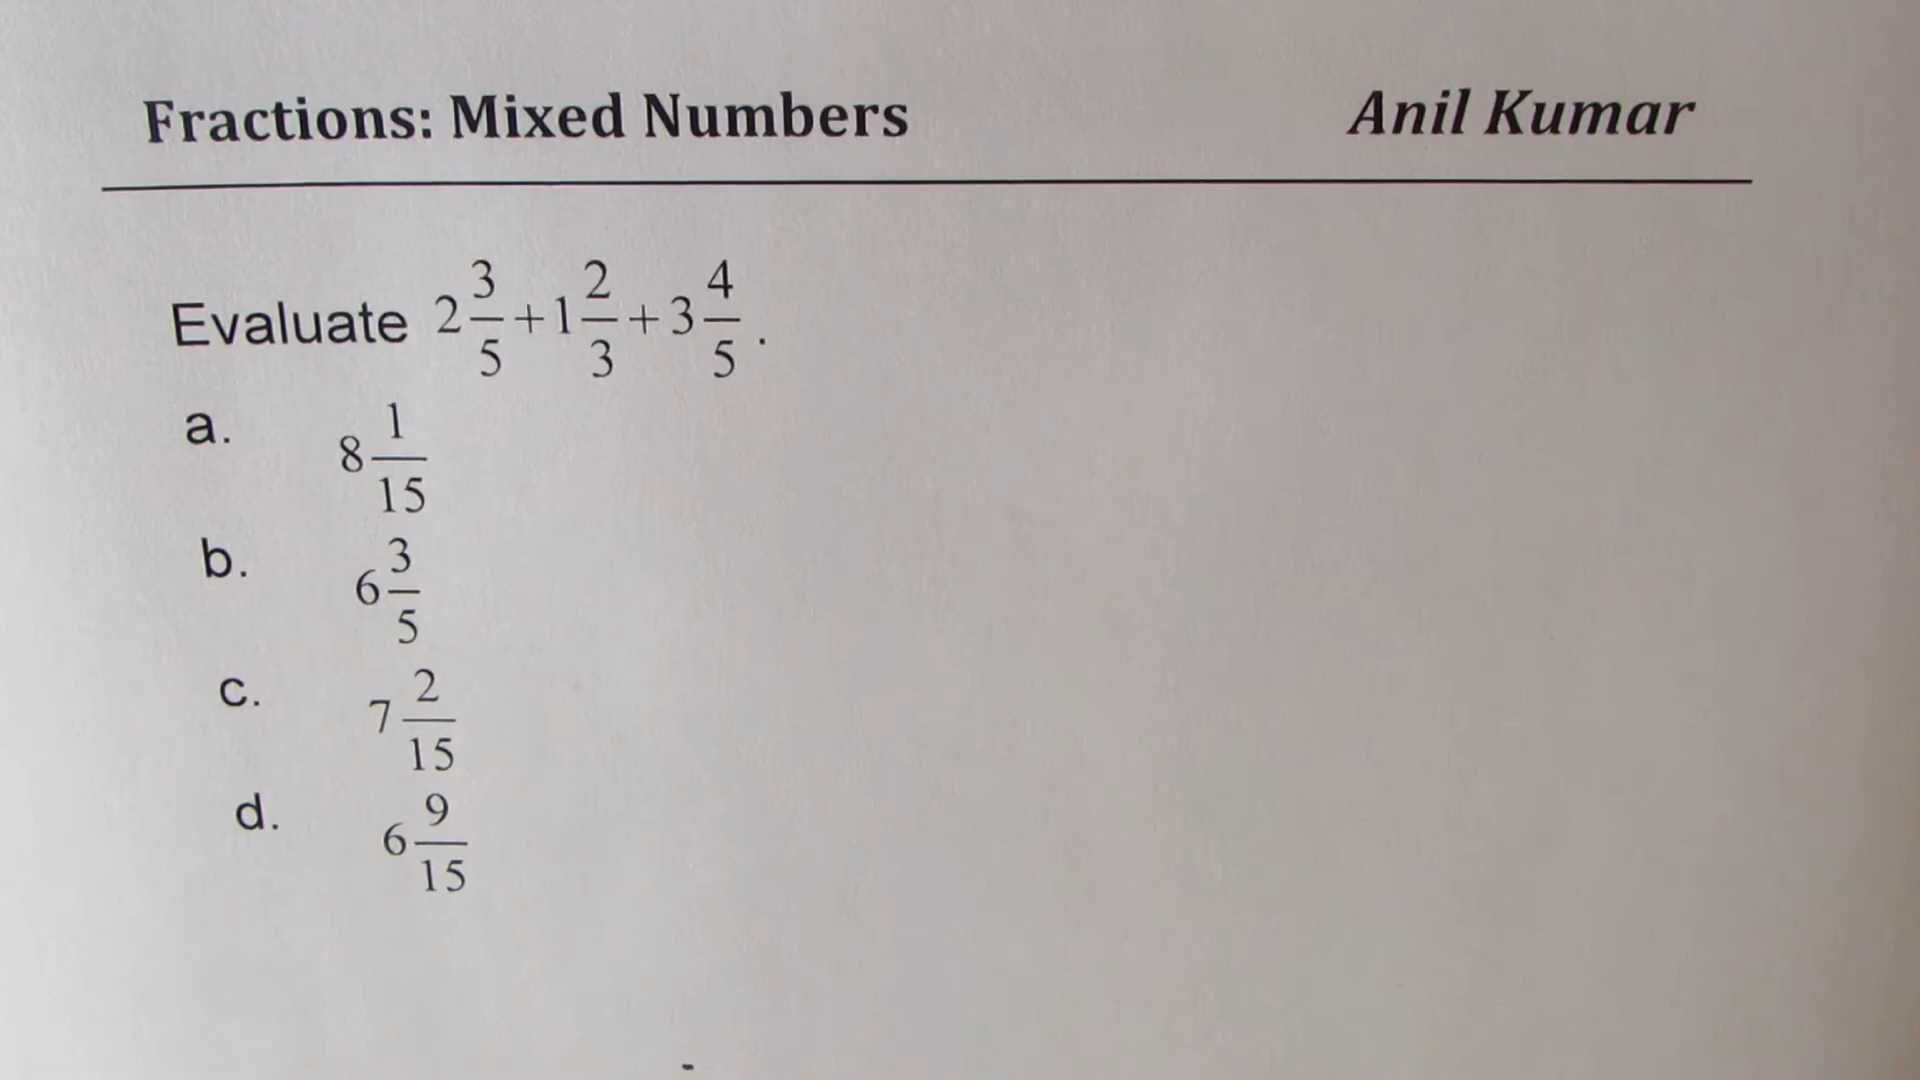 Fractions: Mixed Numbers Anil Kumar
Evaluate 2 3/5 + 1 2/3 + 3 4/5 .
a. 8 1/15
b. 6 3/5
c. 7 2/15
d. 6 9/15